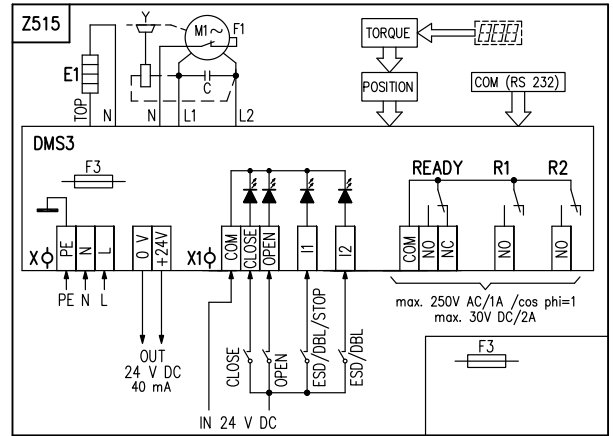 Z515
Y
M1~
F1
E1
C
TOP
N
N
L1
L2
TORQUE
POSITION
COM (RS 232)
DMS3
F3
READY
R1
R2
X
PE
N
L
0 V
+24V
X1
COM
CLOSE
OPEN
I1
I2
COM
NO
NC
NO
NO
PE N L
OUT
24 V DC
40 mA
CLOSE
OPEN
ESD/DBL/STOP
ESD/DBL
IN 24 V DC
max. 250V AC/1A /cos phi=1
max. 30V DC/2A
F3